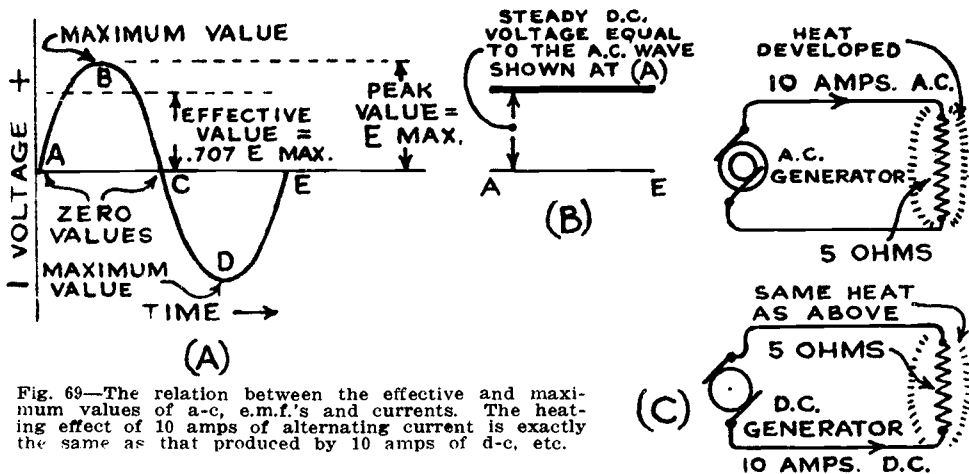 MAXIMUM VALUE
B
A
C
E
D
EFFECTIVE
VALUE =
.707 E MAX.
PEAK
VALUE =
E MAX.
ZERO
VALUES
MAXIMUM
VALUE
TIME
| VOLTAGE +
(A)
STEADY D.C.
VOLTAGE EQUAL
TO THE A.C. WAVE
SHOWN AT (A)
A E
(B)
HEAT
DEVELOPED
10 AMPS. A.C.
A.C.
GENERATOR
5 OHMS
SAME HEAT
AS ABOVE
5 OHMS
(C)
D.C.
GENERATOR
10 AMPS. D.C.
Fig. 69—The relation between the effective and maxi-
mum values of a-c, e.m.f.'s and currents. The heat-
ing effect of 10 amps of alternating current is exactly
the same as that produced by 10 amps of d-c, etc.